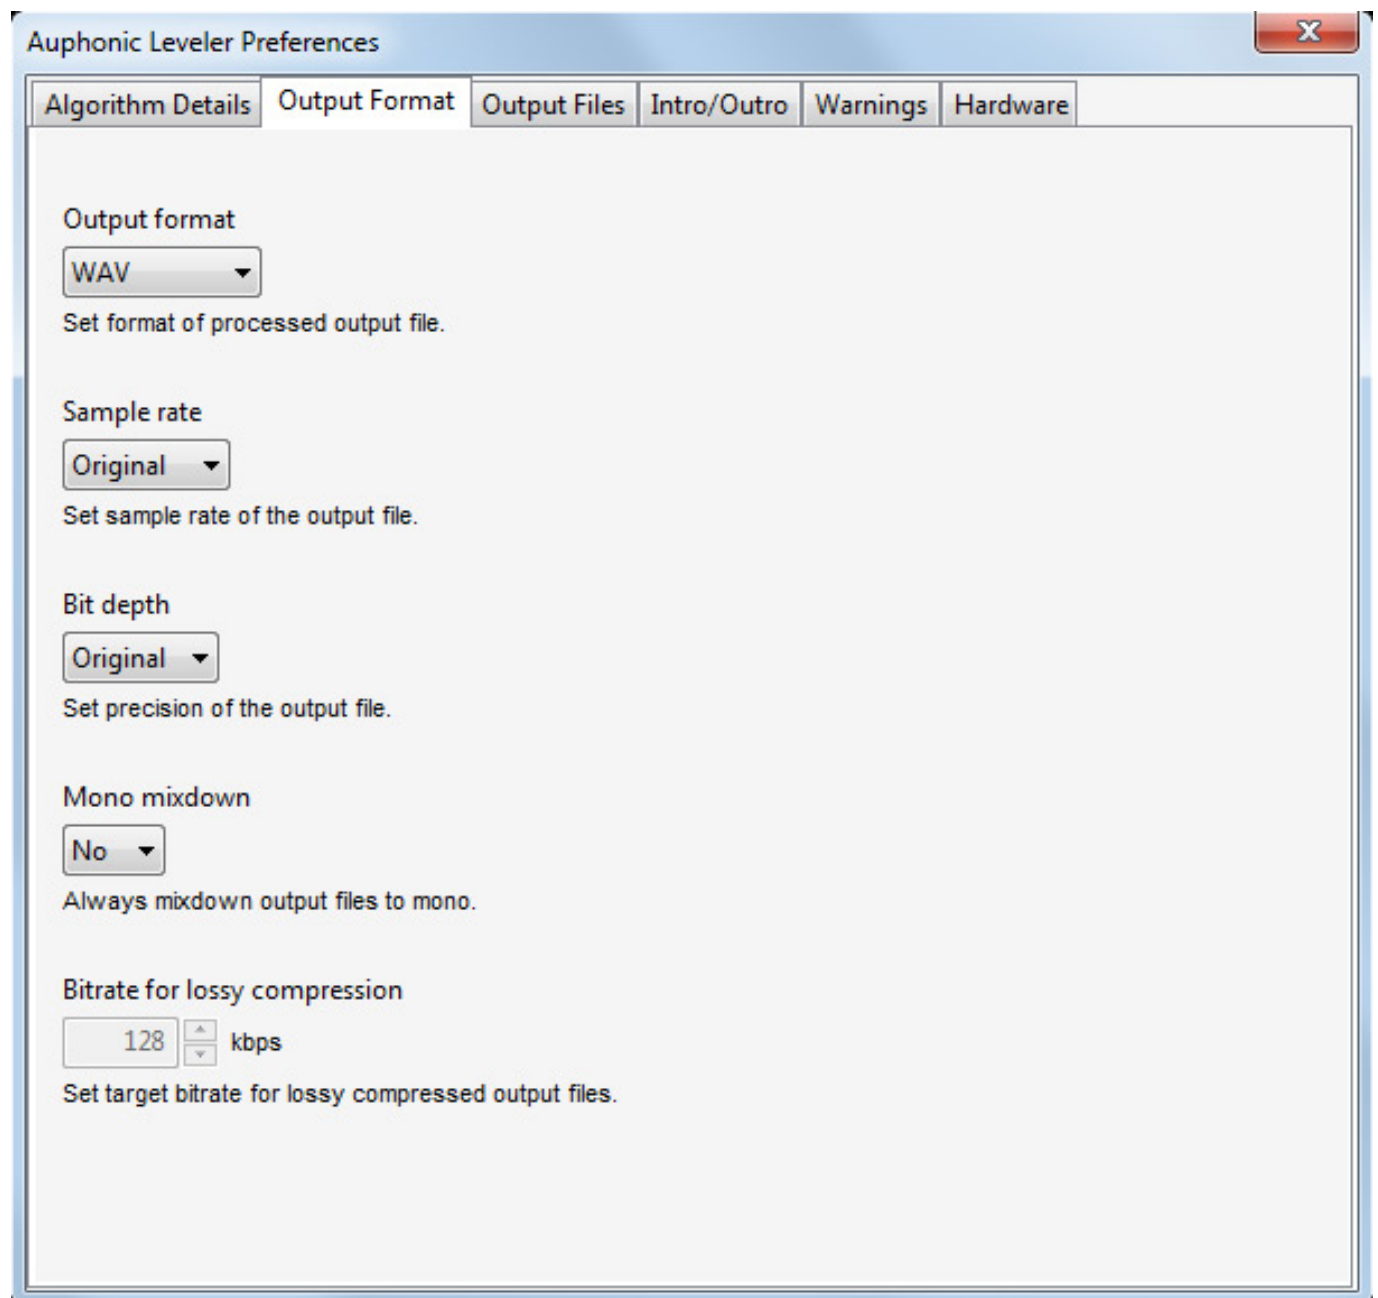 Auphonic Leveler Preferences
Algorithm Details Output Format Output Files Intro/Outro Warnings Hardware
Output format
WAV
Set format of processed output file.
Sample rate
Original
Set sample rate of the output file.
Bit depth
Original
Set precision of the output file.
Mono mixdown
No
Always mixdown output files to mono.
Bitrate for lossy compression
128 kbps
Set target bitrate for lossy compressed output files.